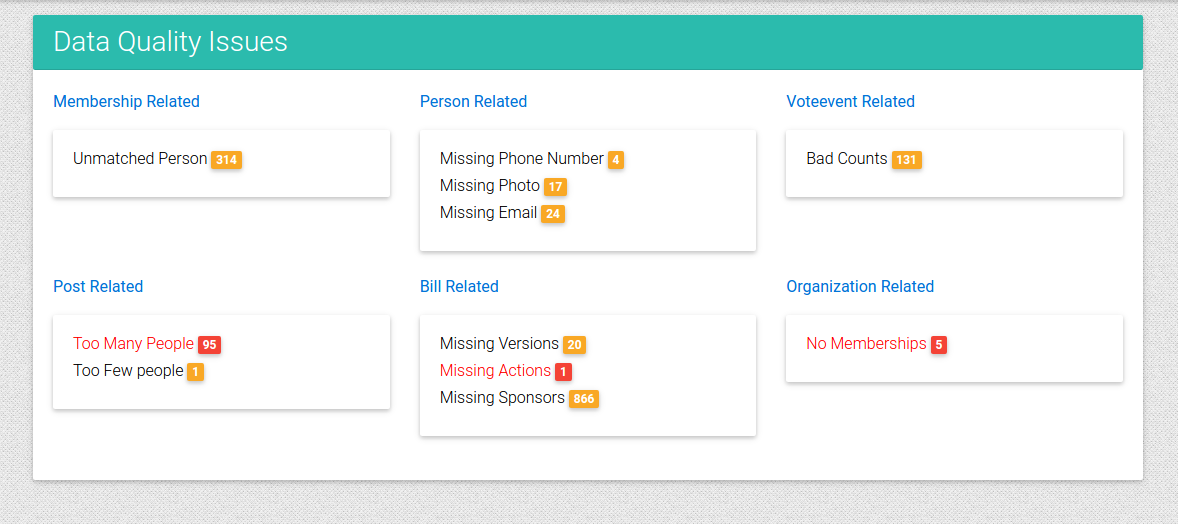 Data Quality Issues
Membership Related
Unmatched Person 314
Person Related
Missing Phone Number 4
Missing Photo 17
Missing Email 24
Voteevent Related
Bad Counts 131
Post Related
Too Many People 95
Too Few people 1
Bill Related
Missing Versions 20
Missing Actions 1
Missing Sponsors 866
Organization Related
No Memberships 5